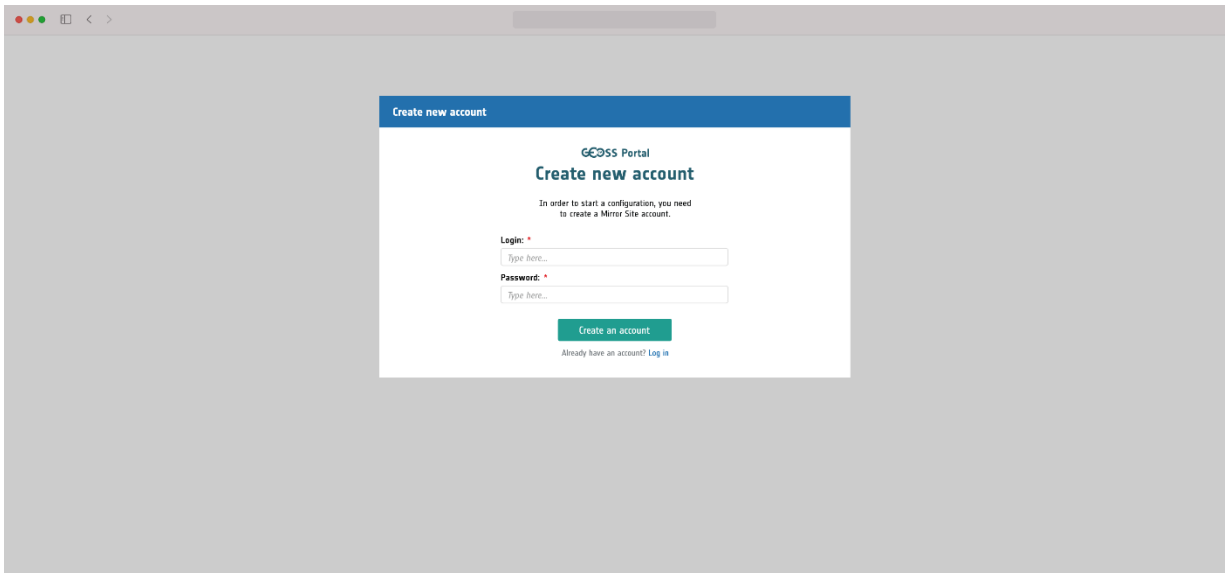 Create new account
GEOSS Portal
Create new account
In order to start a configuration, you need
to create a Mirror Site account.
Login: *
Type here...
Password: *
Type here...
Create an account
Already have an account? Log in